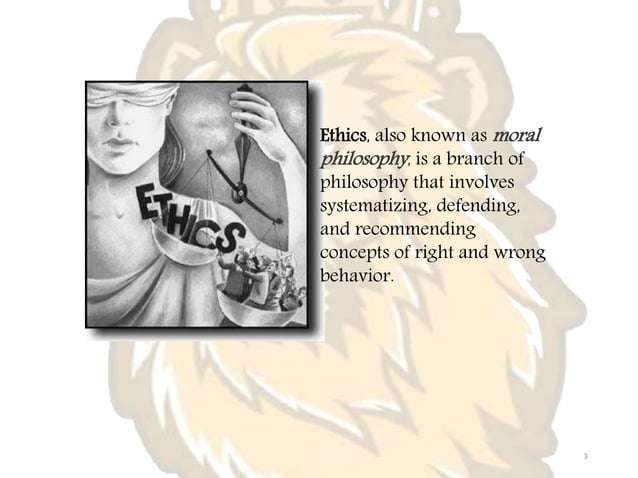 ETHICS
Ethics, also known as moral
philosophy, is a branch of
philosophy that involves
systematizing, defending,
and recommending
concepts of right and wrong
behavior.
3